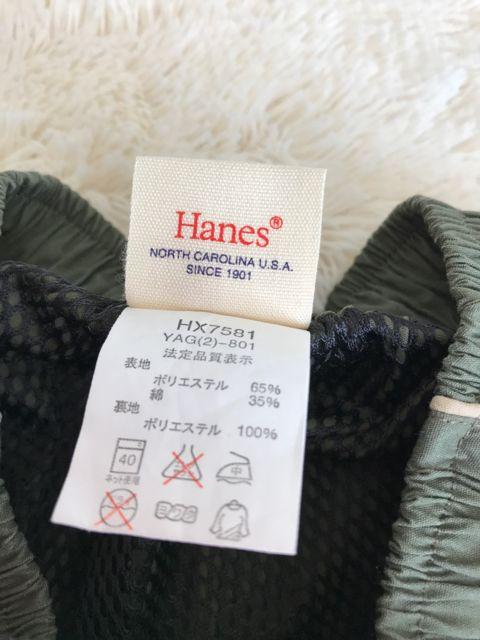 Hanes®
NORTH CAROLINA U.S.A.
SINCE 1901
HX7581
YAG(2)-801
法定品質表示
表地
ポリエステル 65%
綿 35%
裏地
ポリエステル 100%
40 中
ネット使用